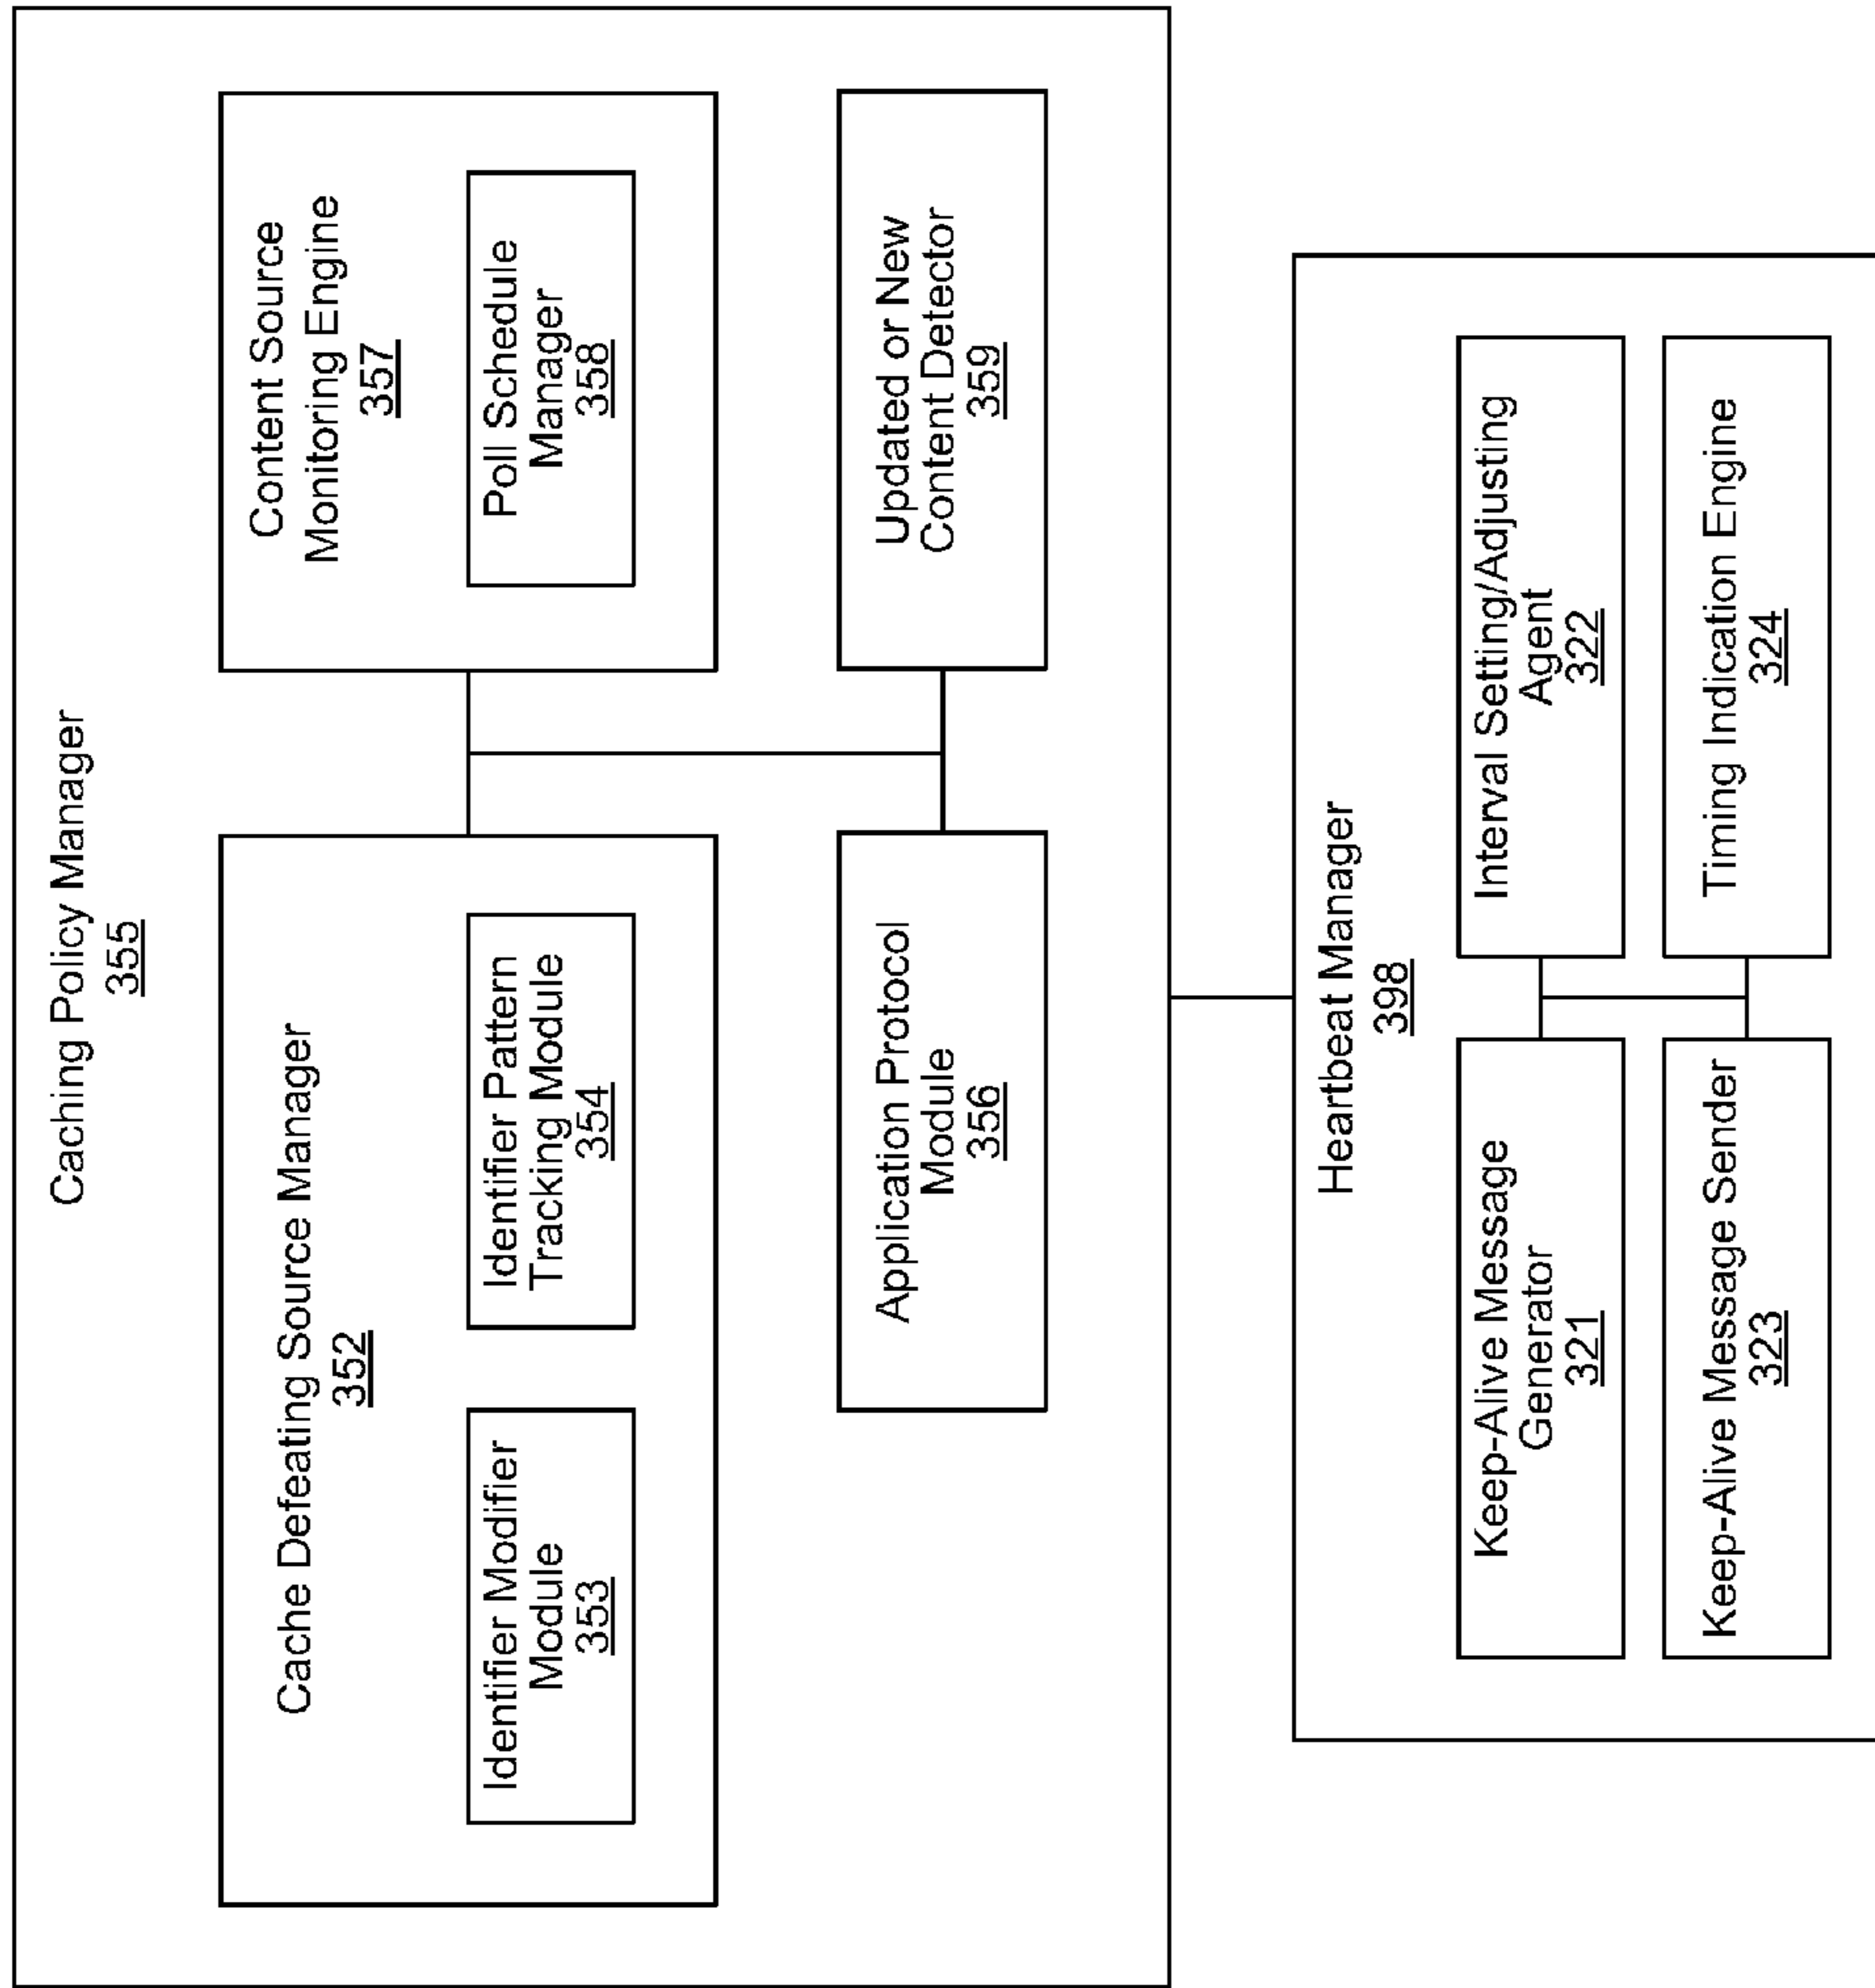 Caching Policy Manager
355
Cache Defeating Source Manager
352
Identifier Modifier
Module
353
Identifier Pattern
Tracking Module
354
Content Source
Monitoring Engine
357
Poll Schedule
Manager
358
Application Protocol
Module
356
Updated or New
Content Detector
359
Heartbeat Manager
398
Keep-Alive Message
Generator
321
Interval Setting/Adjusting
Agent
322
Keep-Alive Message Sender
323
Timing Indication Engine
324